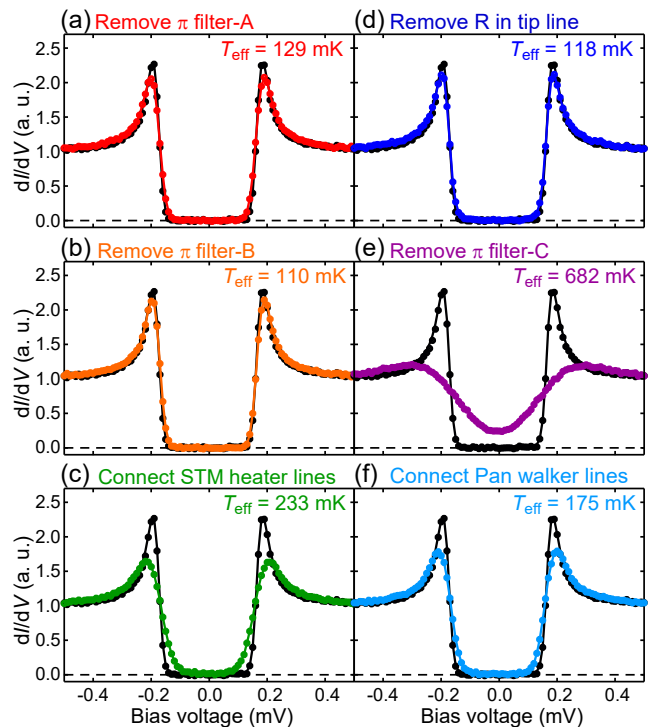 (a) Remove π filter-A
T_eff = 129 mK
2.5
2.0
1.5
1.0
0.5
0.0
dI/dV (a. u.)
(d) Remove R in tip line
T_eff = 118 mK
(b) Remove π filter-B
T_eff = 110 mK
2.5
2.0
1.5
1.0
0.5
0.0
dI/dV (a. u.)
(e) Remove π filter-C
T_eff = 682 mK
(c) Connect STM heater lines
T_eff = 233 mK
2.5
2.0
1.5
1.0
0.5
0.0
dI/dV (a. u.)
-0.4 -0.2 0.0 0.2 0.4
Bias voltage (mV)
(f) Connect Pan walker lines
T_eff = 175 mK
-0.4 -0.2 0.0 0.2 0.4
Bias voltage (mV)